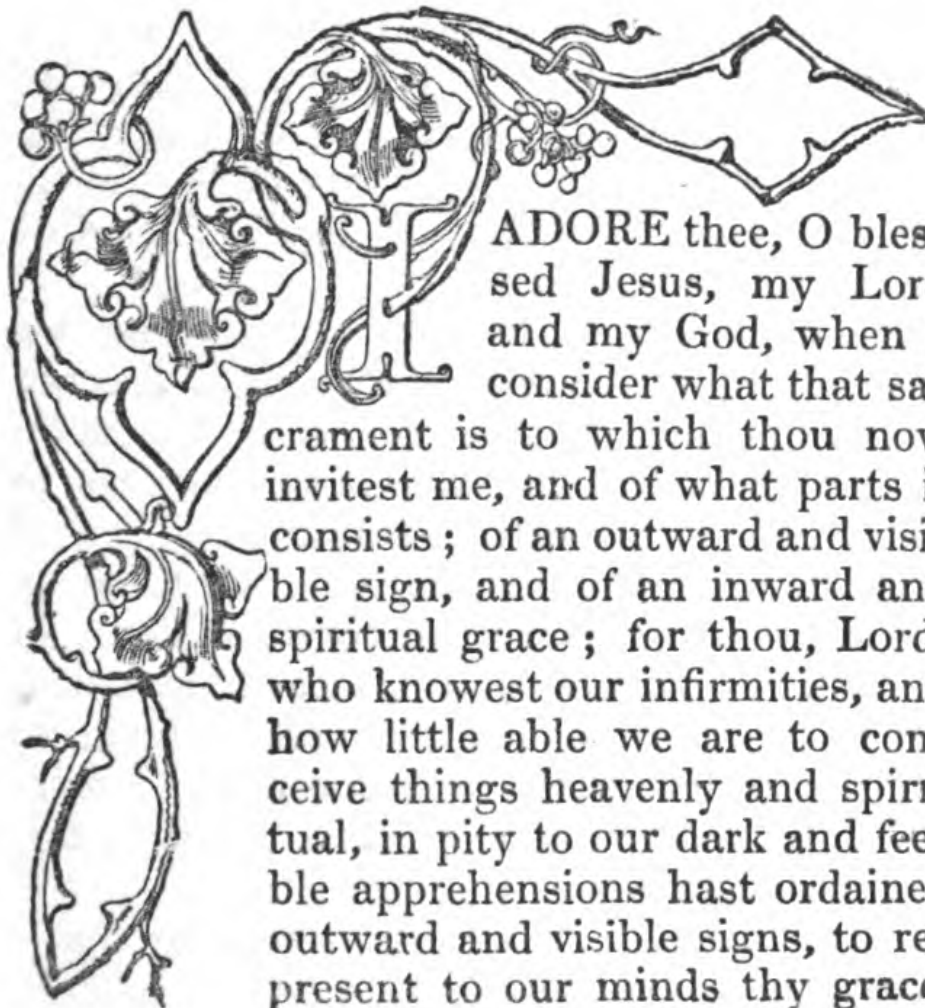 I ADORE thee, O bles
sed Jesus, my Lor
and my God, when
consider what that sa
crament is to which thou now
invitest me, and of what parts i
consists ; of an outward and visi
ble sign, and of an inward an
spiritual grace ; for thou, Lord
who knowest our infirmities, an
how little able we are to con
ceive things heavenly and spiri
tual, in pity to our dark and fee
ble apprehensions hast ordaine
outward and visible signs, to re
present to our minds thy grace